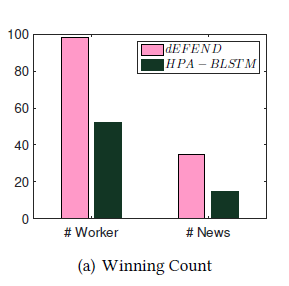 100
80
60
40
20
0
dEFEND
HPA − BLSTM
# Worker
# News
(a) Winning Count